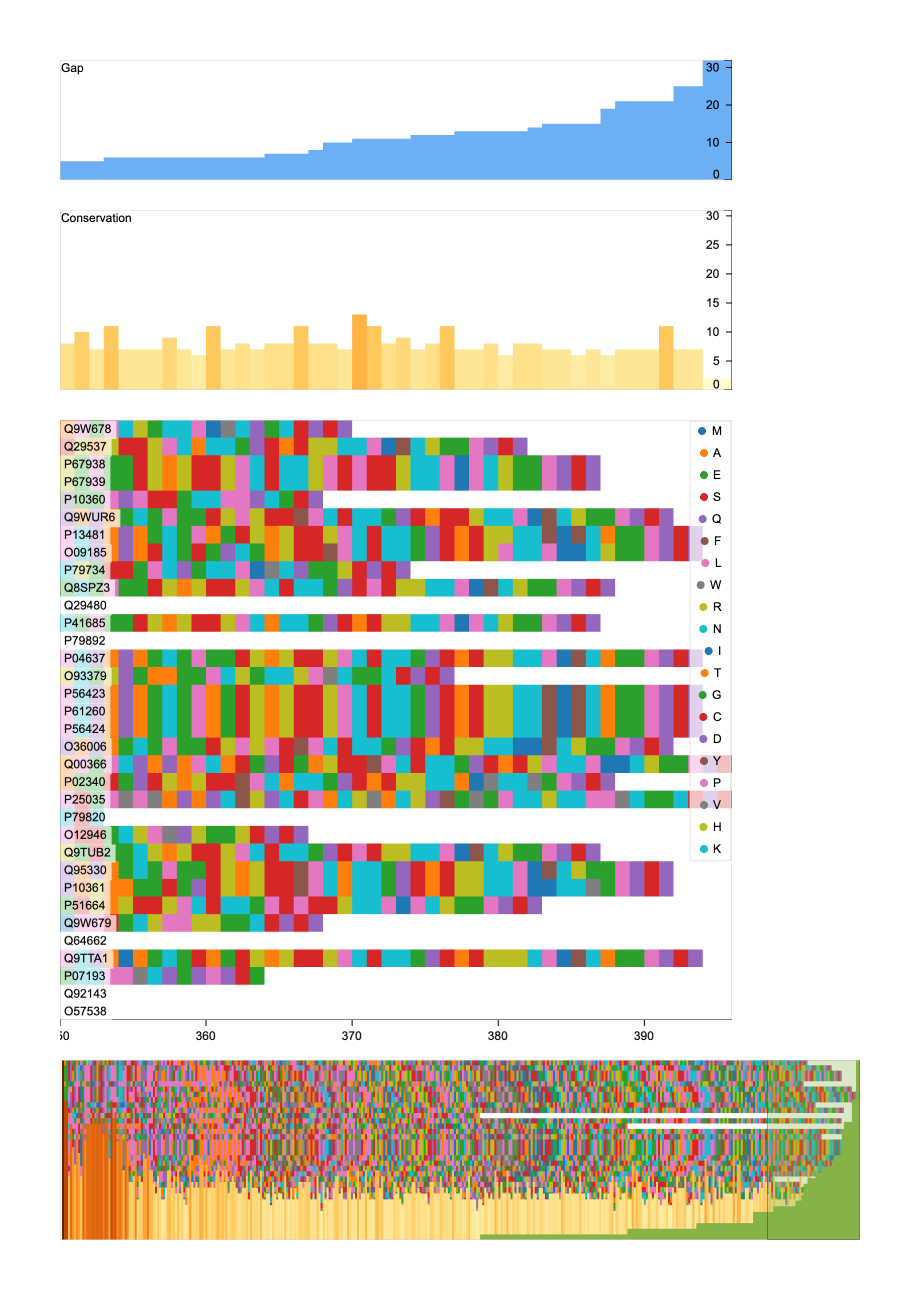 Gap
30
20
10
0
Conservation
30
25
20
15
10
5
0
Q9W678
Q29537
P67938
P67939
P10360
Q9WUR6
P13481
O09185
P79734
Q8SPZ3
Q29480
P41685
P79892
P04637
O93379
P56423
P61260
P56424
O36006
Q00366
P02340
P25035
P79820
O12946
Q9TUB2
Q95330
P10361
P51664
Q9W679
Q64662
Q9TTA1
P07193
Q92143
O57538
M
A
E
S
Q
F
L
W
R
N
I
T
G
C
D
Y
P
V
H
K
50 360 370 380 390